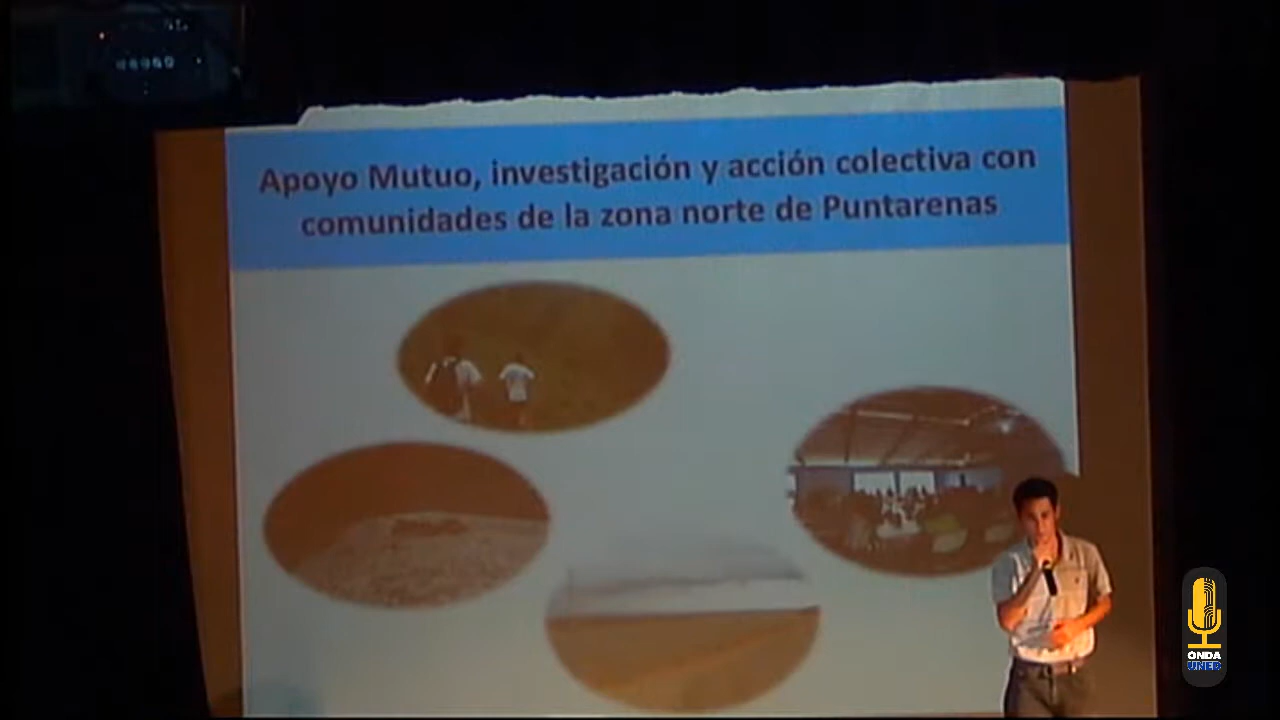 Apoyo Mutuo, investigación y acción colectiva con
comunidades de la zona norte de Puntarenas
ONDA
UNED